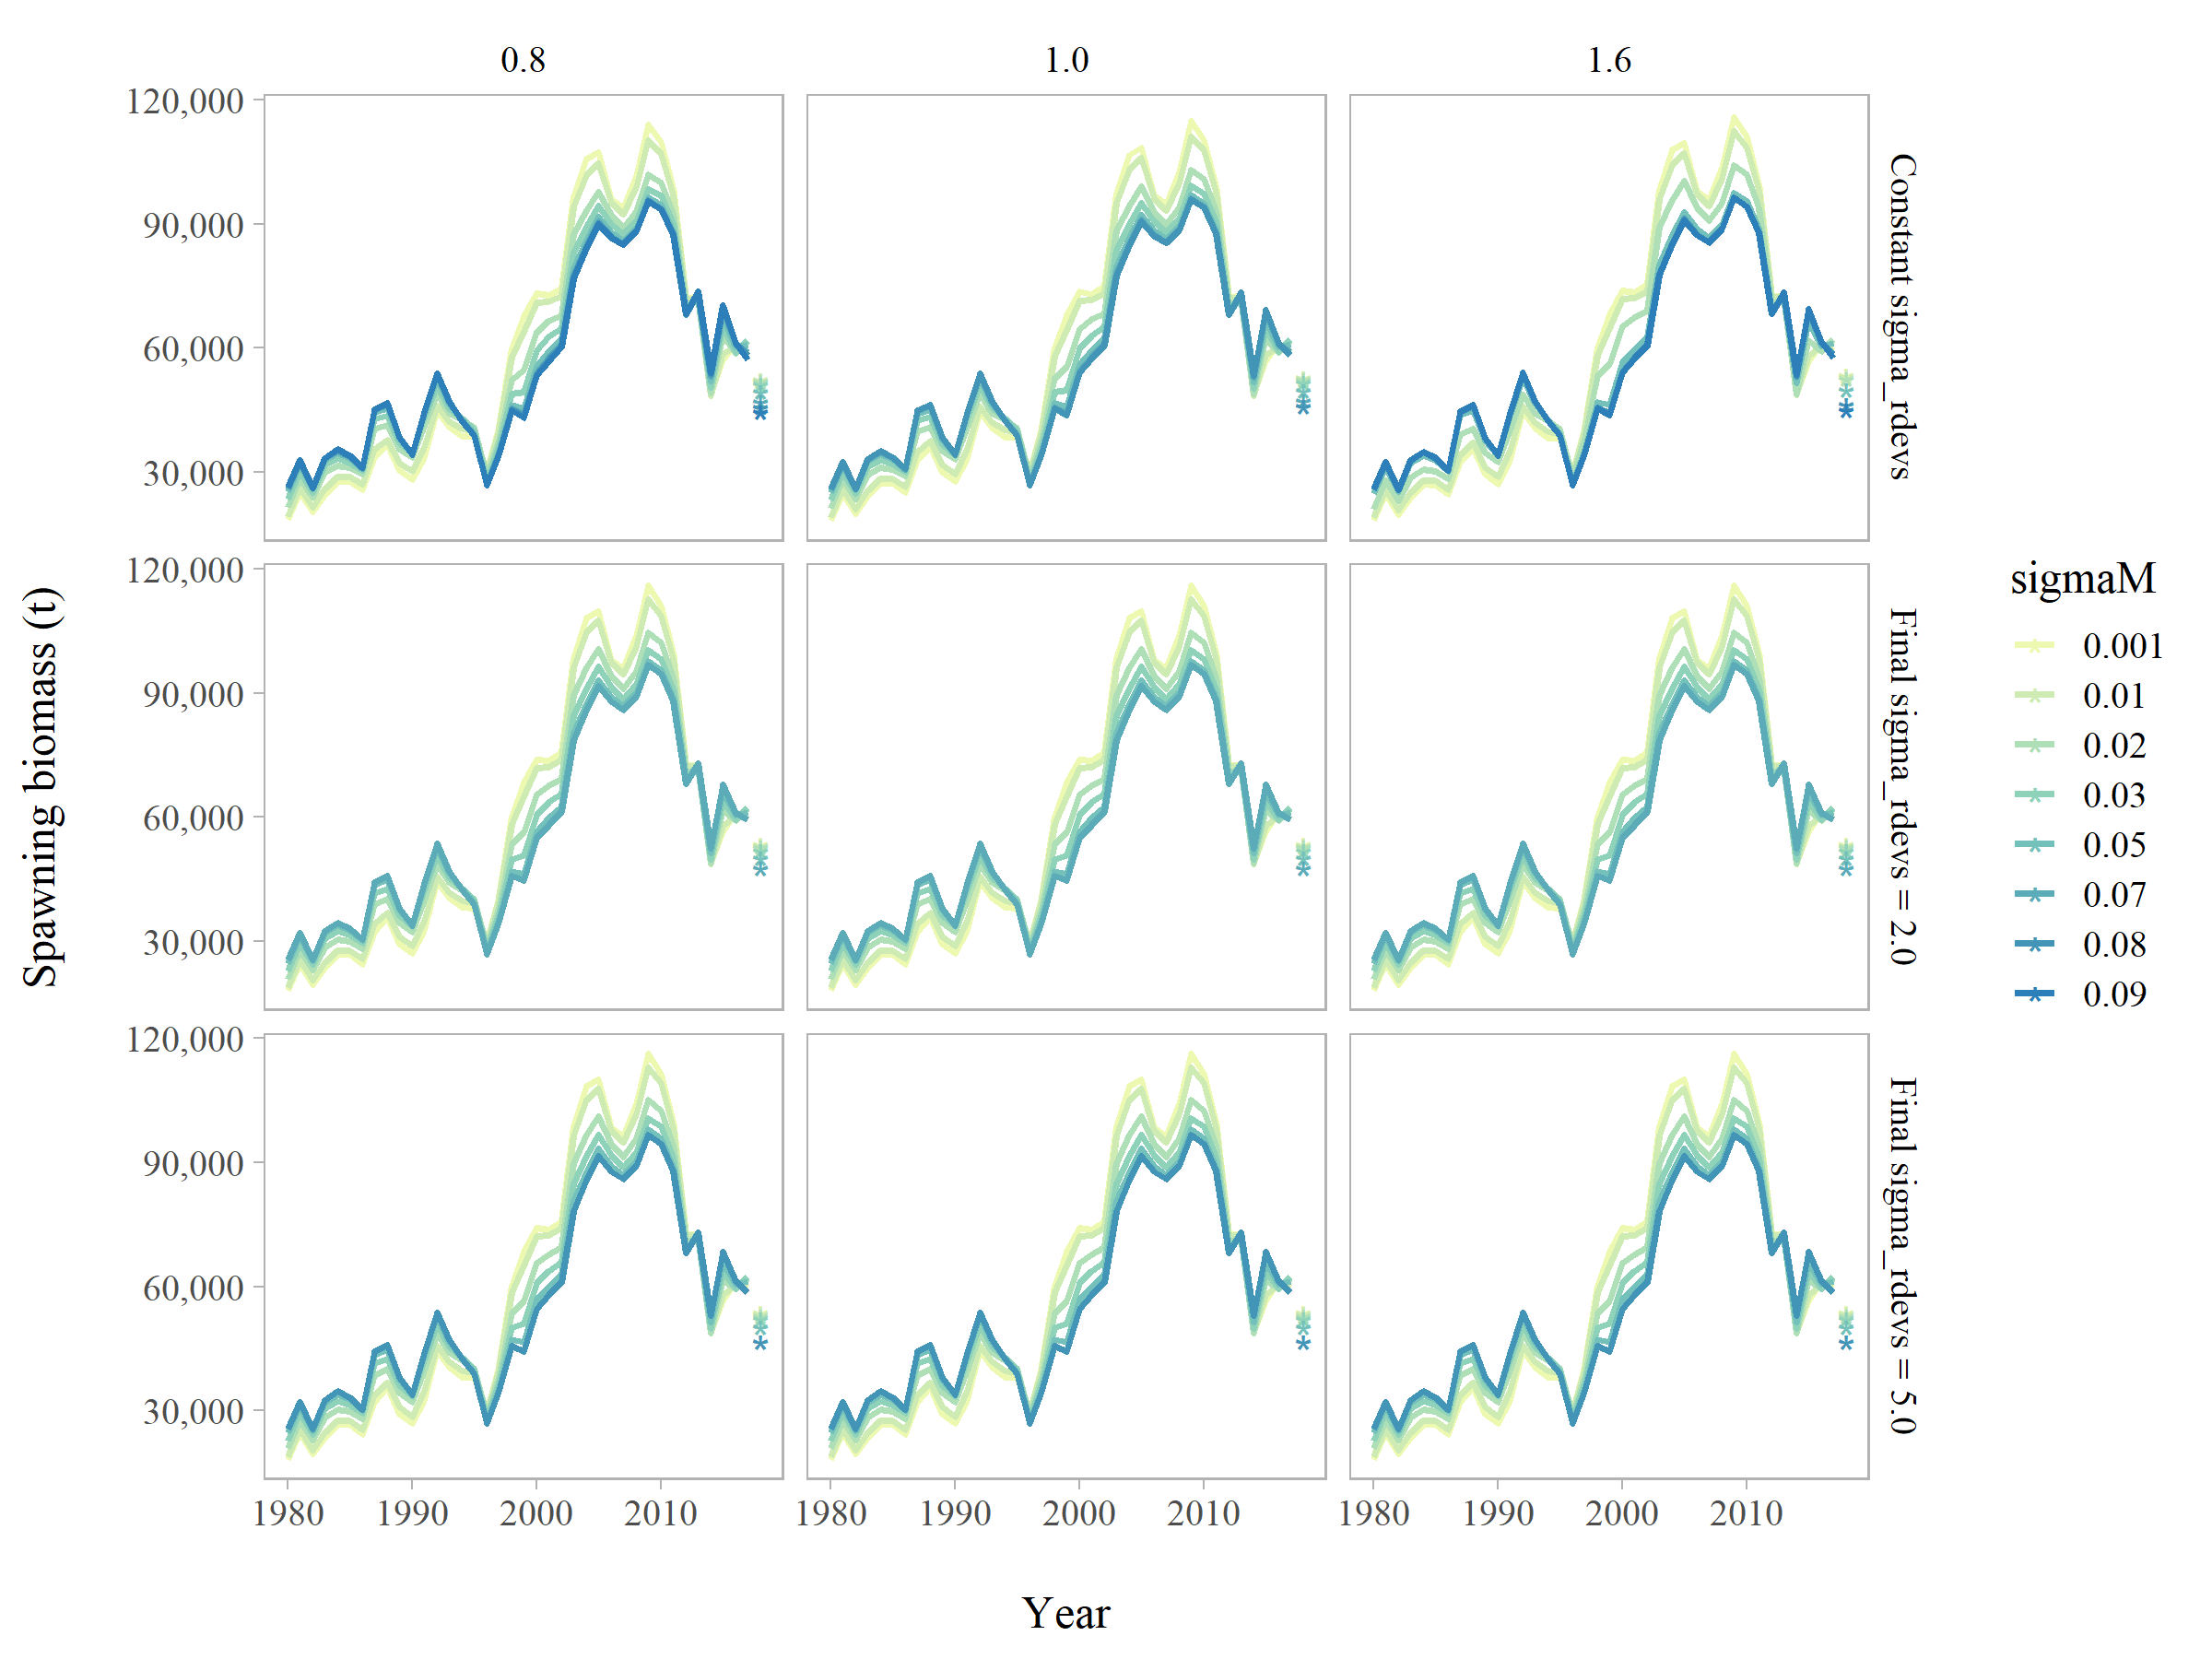 0.8 1.0 1.6
120,000
90,000
60,000
30,000
Constant sigma_rdevs
120,000
90,000
60,000
30,000
Final sigma_rdevs = 2.0
120,000
90,000
60,000
30,000
Final sigma_rdevs = 5.0
1980 1990 2000 2010 1980 1990 2000 2010 1980 1990 2000 2010
Year
Spawning biomass (t)
sigmaM
0.001
0.01
0.02
0.03
0.05
0.07
0.08
0.09